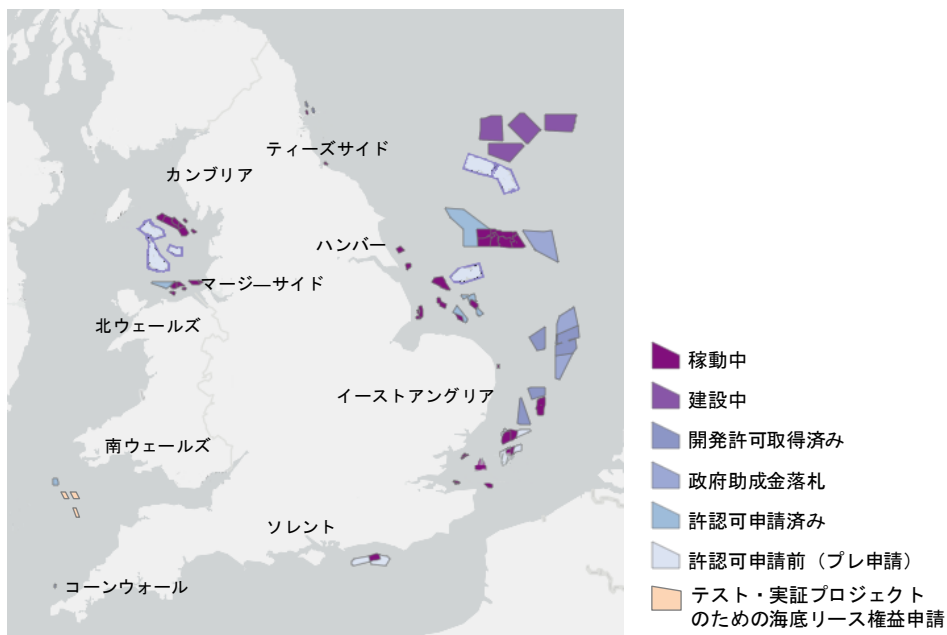 ティーズサイド
カンブリア
ハンバー
マージ―サイド
北ウェールズ
イーストアングリア
南ウェールズ
ソレント
コーンウォール
稼動中
建設中
開発許可取得済み
政府助成金落札
許認可申請済み
許認可申請前（プレ申請）
テスト・実証プロジェクト
のための海底リース権益申請